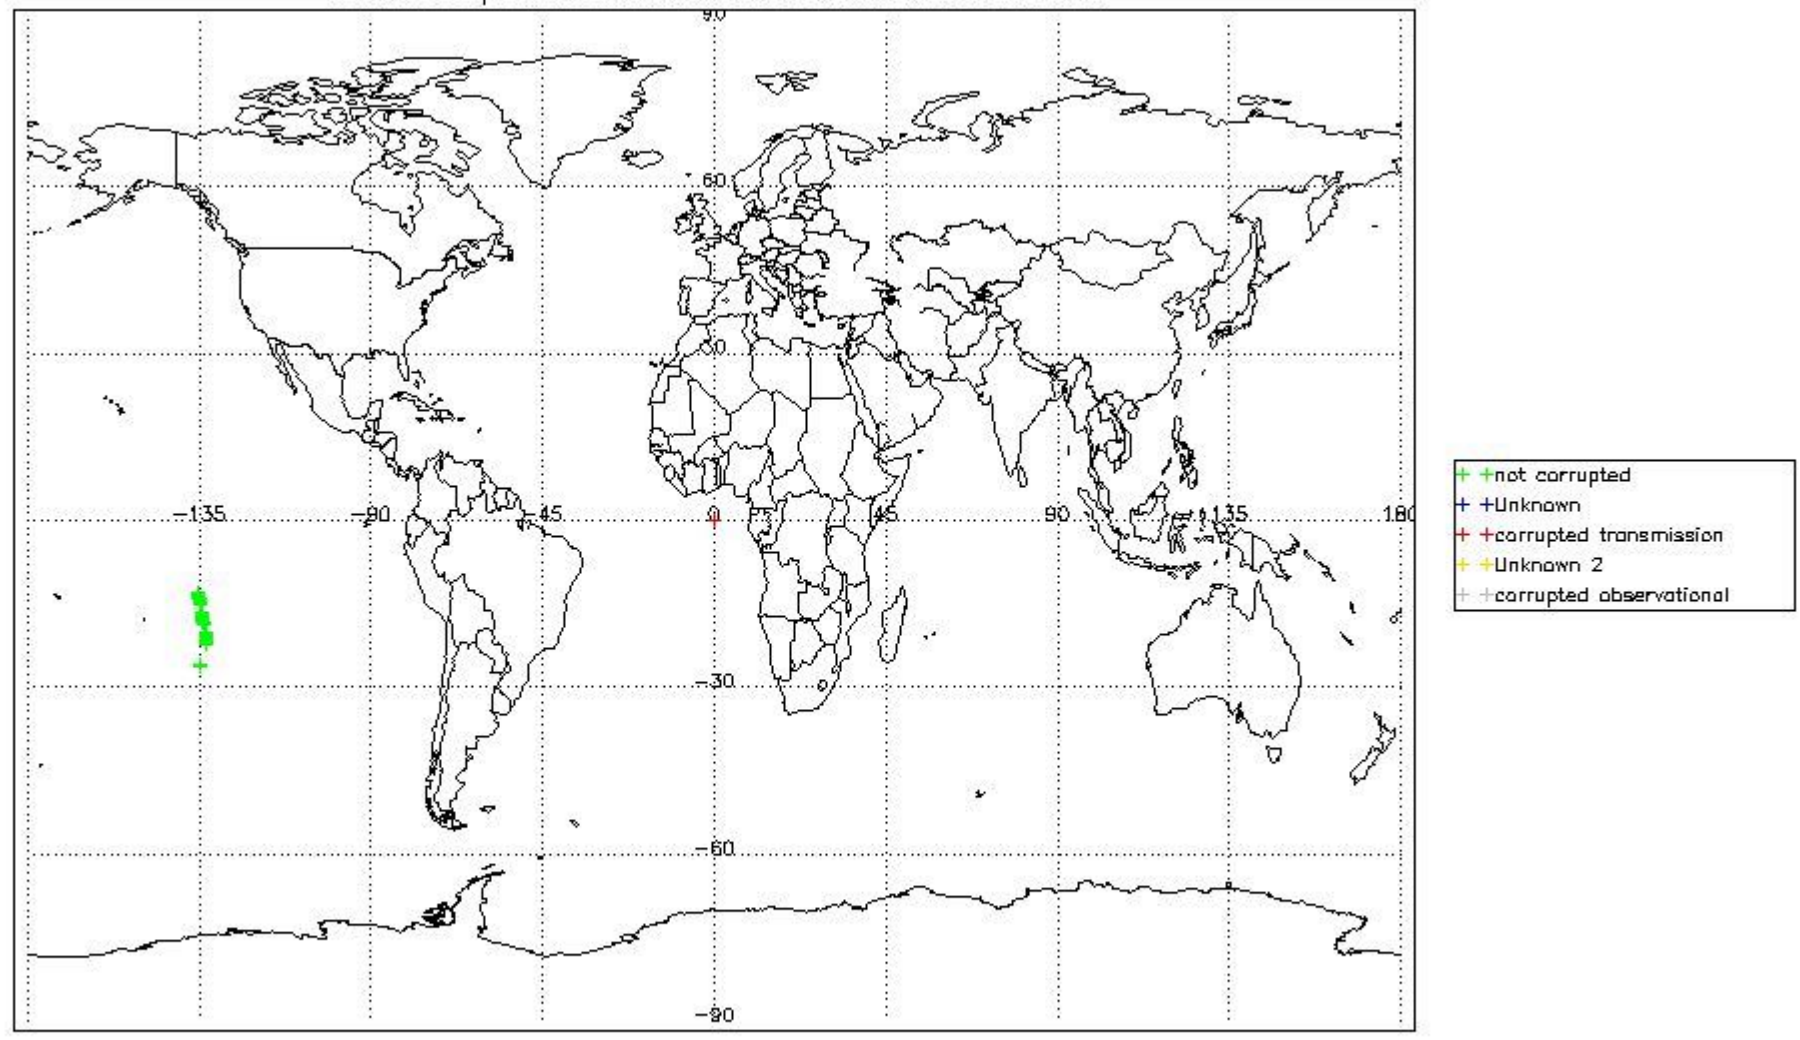 90
60
30
-135 -90 -45 0 45 90 135 180
-30
-60
-90
not corrupted
Unknown
corrupted transmission
Unknown 2
corrupted observational